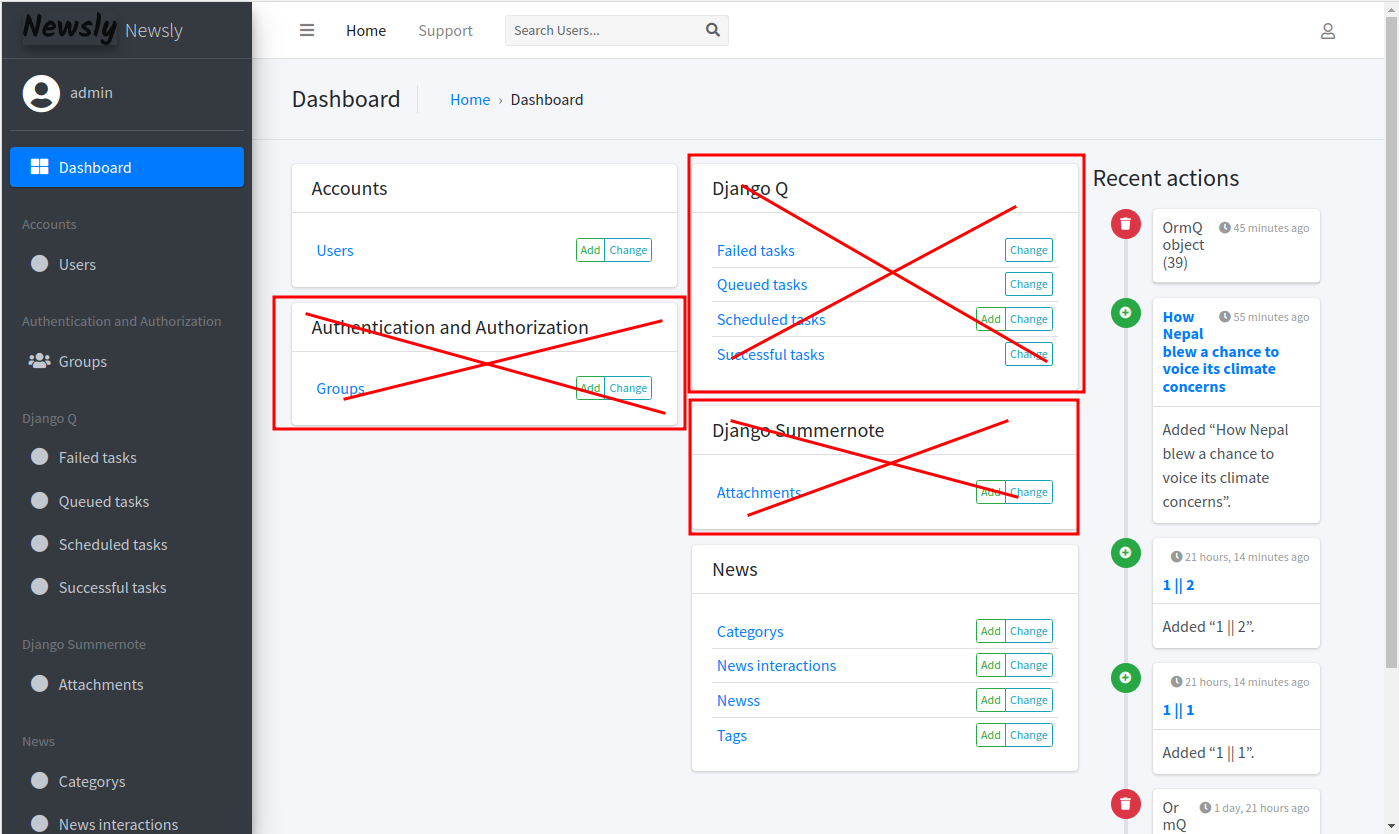 Newsly Newsly
admin
Dashboard
Accounts
Users
Authentication and Authorization
Groups
Django Q
Failed tasks
Queued tasks
Scheduled tasks
Successful tasks
Django Summernote
Attachments
News
Categorys
News interactions
Home Support Search Users...
Dashboard Home › Dashboard
Accounts
Users Add Change
Authentication and Authorization
Groups Add Change
Django Q
Failed tasks Change
Queued tasks Change
Scheduled tasks Add Change
Successful tasks Change
Django Summernote
Attachments Add Change
News
Categorys Add Change
News interactions Add Change
Newss Add Change
Tags Add Change
Recent actions
OrmQ 45 minutes ago
object
(39)
How 55 minutes ago
Nepal
blew a chance to
voice its climate
concerns
Added “How Nepal
blew a chance to
voice its climate
concerns”.
21 hours, 14 minutes ago
1 || 2
Added “1 || 2”.
21 hours, 14 minutes ago
1 || 1
Added “1 || 1”.
Or 1 day, 21 hours ago
mQ